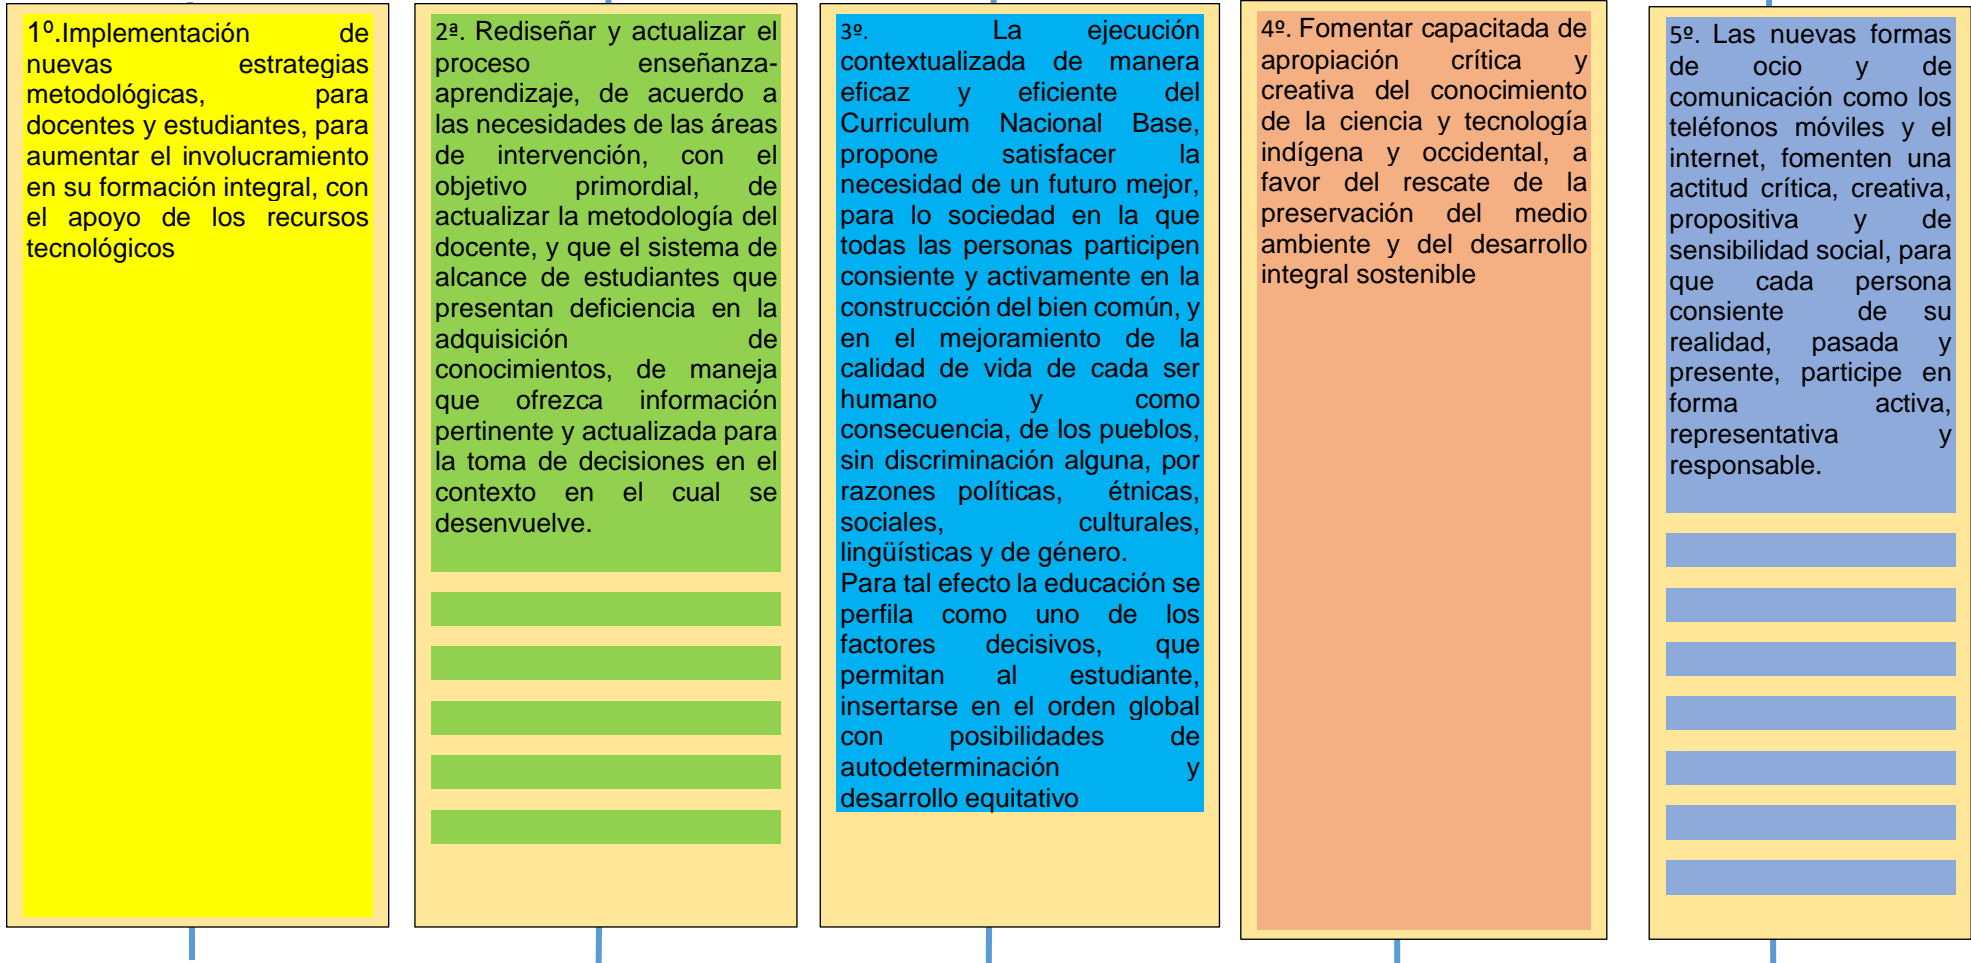 1º.Implementación de
nuevas estrategias
metodológicas, para
docentes y estudiantes, para
aumentar el involucramiento
en su formación integral, con
el apoyo de los recursos
tecnológicos
2ª. Rediseñar y actualizar el
proceso enseñanza-
aprendizaje, de acuerdo a
las necesidades de las áreas
de intervención, con el
objetivo primordial, de
actualizar la metodología del
docente, y que el sistema de
alcance de estudiantes que
presentan deficiencia en la
adquisición de
conocimientos, de maneja
que ofrezca información
pertinente y actualizada para
la toma de decisiones en el
contexto en el cual se
desenvuelve.
3º. La ejecución
contextualizada de manera
eficaz y eficiente del
Curriculum Nacional Base,
propone satisfacer la
necesidad de un futuro mejor,
para lo sociedad en la que
todas las personas participen
consiente y activamente en la
construcción del bien común, y
en el mejoramiento de la
calidad de vida de cada ser
humano y como
consecuencia, de los pueblos,
sin discriminación alguna, por
razones políticas, étnicas,
sociales, culturales,
lingüísticas y de género.
Para tal efecto la educación se
perfila como uno de los
factores decisivos, que
permitan al estudiante,
insertarse en el orden global
con posibilidades de
autodeterminación y
desarrollo equitativo
4º. Fomentar capacitada de
apropiación crítica y
creativa del conocimiento
de la ciencia y tecnología
indígena y occidental, a
favor del rescate de la
preservación del medio
ambiente y del desarrollo
integral sostenible
5º. Las nuevas formas
de ocio y de
comunicación como los
teléfonos móviles y el
internet, fomenten una
actitud crítica, creativa,
propositiva y de
sensibilidad social, para
que cada persona
consiente de su
realidad, pasada y
presente, participe en
forma activa,
representativa y
responsable.